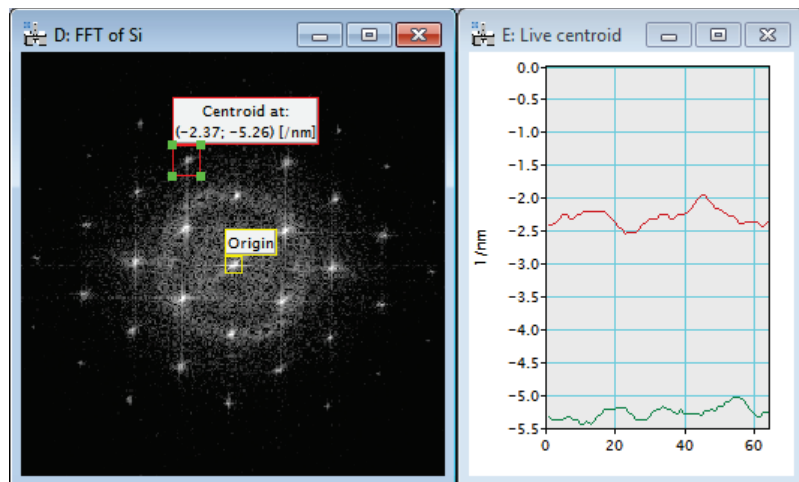 D: FFT of Si
Centroid at:
(−2.37; −5.26) [/nm]
Origin
E: Live centroid
0.0
−0.5
−1.0
−1.5
−2.0
−2.5
−3.0
−3.5
−4.0
−4.5
−5.0
−5.5
1/nm
0
20
40
60